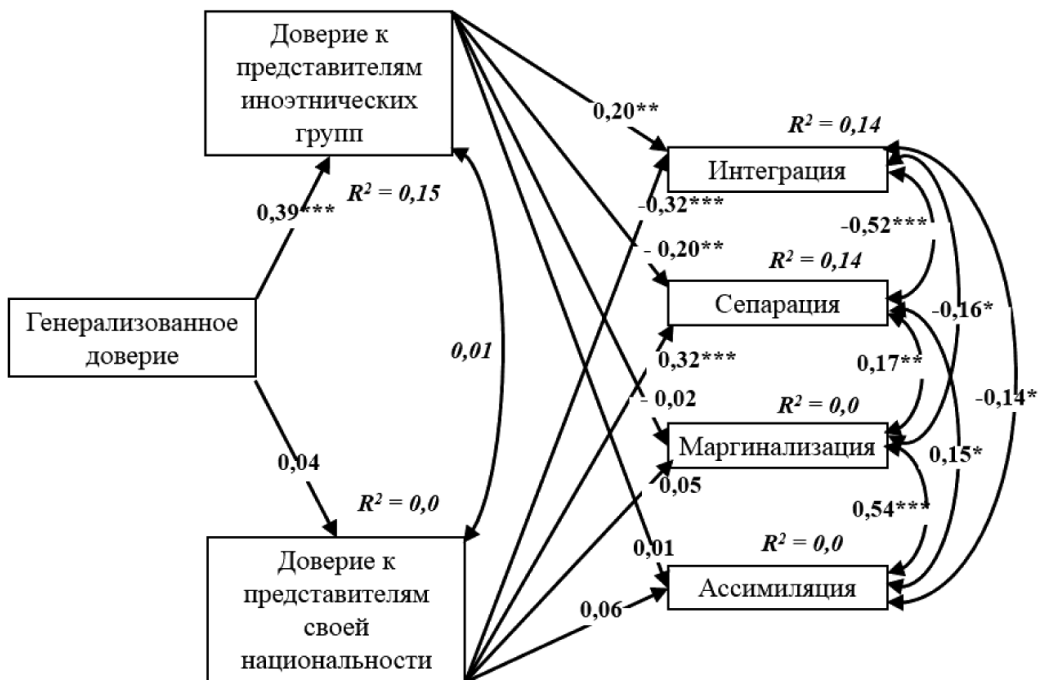 Доверие к
представителям
иноэтнических
групп
R² = 0,15
0,39***
Генерализованное
доверие
0,04
R² = 0,0
Доверие к
представителям
своей
национальности
0,01
0,20**
-0,32***
- 0,20**
0,32***
- 0,02
0,05
0,01
0,06
R² = 0,14
Интеграция
R² = 0,14
Сепарация
R² = 0,0
Маргинализация
R² = 0,0
Ассимиляция
-0,52***
-0,16*
0,17**
-0,14*
0,15*
0,54***